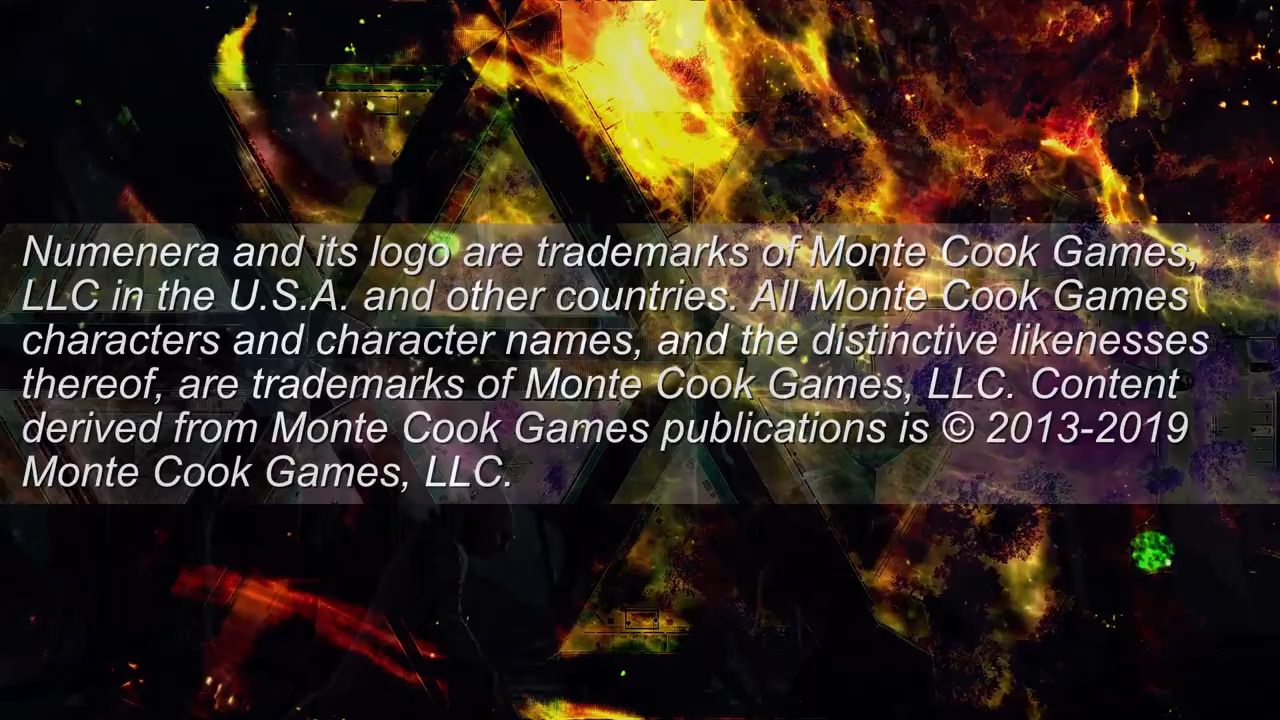 Numenera and its logo are trademarks of Monte Cook Games,
LLC in the U.S.A. and other countries. All Monte Cook Games
characters and character names, and the distinctive likenesses
thereof, are trademarks of Monte Cook Games, LLC. Content
derived from Monte Cook Games publications is © 2013-2019
Monte Cook Games, LLC.